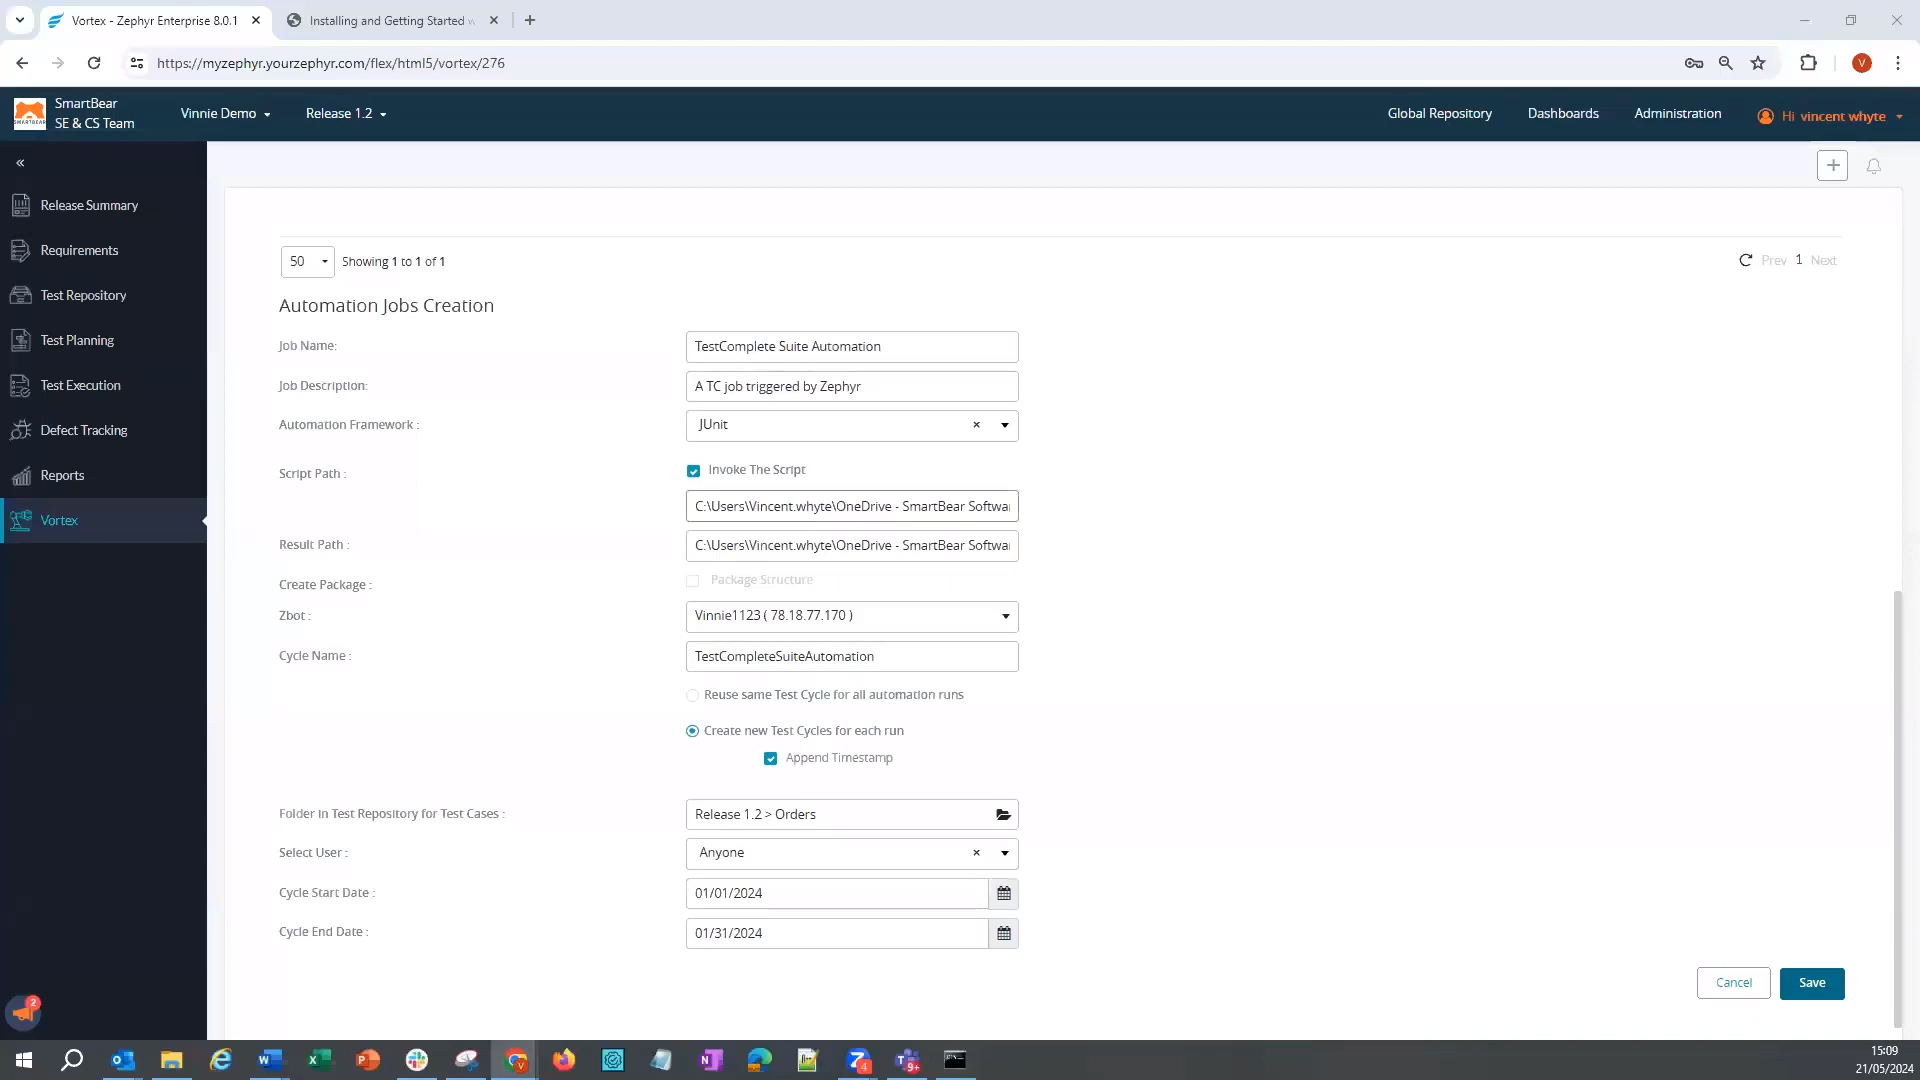 Vortex - Zephyr Enterprise 8.0.1
Installing and Getting Started
https://myzephyr.yourzephyr.com/flex/html5/vortex/276
V
SMARTBEAR
SmartBear
SE & CS Team
Vinnie Demo
Release 1.2
Global Repository
Dashboards
Administration
Hi vincent whyte
Release Summary
Requirements
Test Repository
Test Planning
Test Execution
Defect Tracking
Reports
Vortex
2
50
Showing 1 to 1 of 1
Prev 1 Next
Automation Jobs Creation
Job Name:
TestComplete Suite Automation
Job Description:
A TC job triggered by Zephyr
Automation Framework :
JUnit
Script Path :
Invoke The Script
C:\Users\Vincent.whyte\OneDrive - SmartBear Softwa
Result Path :
C:\Users\Vincent.whyte\OneDrive - SmartBear Softwa
Create Package :
Package Structure
Zbot :
Vinnie1123 ( 78.18.77.170 )
Cycle Name :
TestCompleteSuiteAutomation
Reuse same Test Cycle for all automation runs
Create new Test Cycles for each run
Append Timestamp
Folder in Test Repository for Test Cases :
Release 1.2 > Orders
Select User :
Anyone
Cycle Start Date :
01/01/2024
Cycle End Date :
01/31/2024
Cancel
Save
4
9+
15:09
21/05/2024